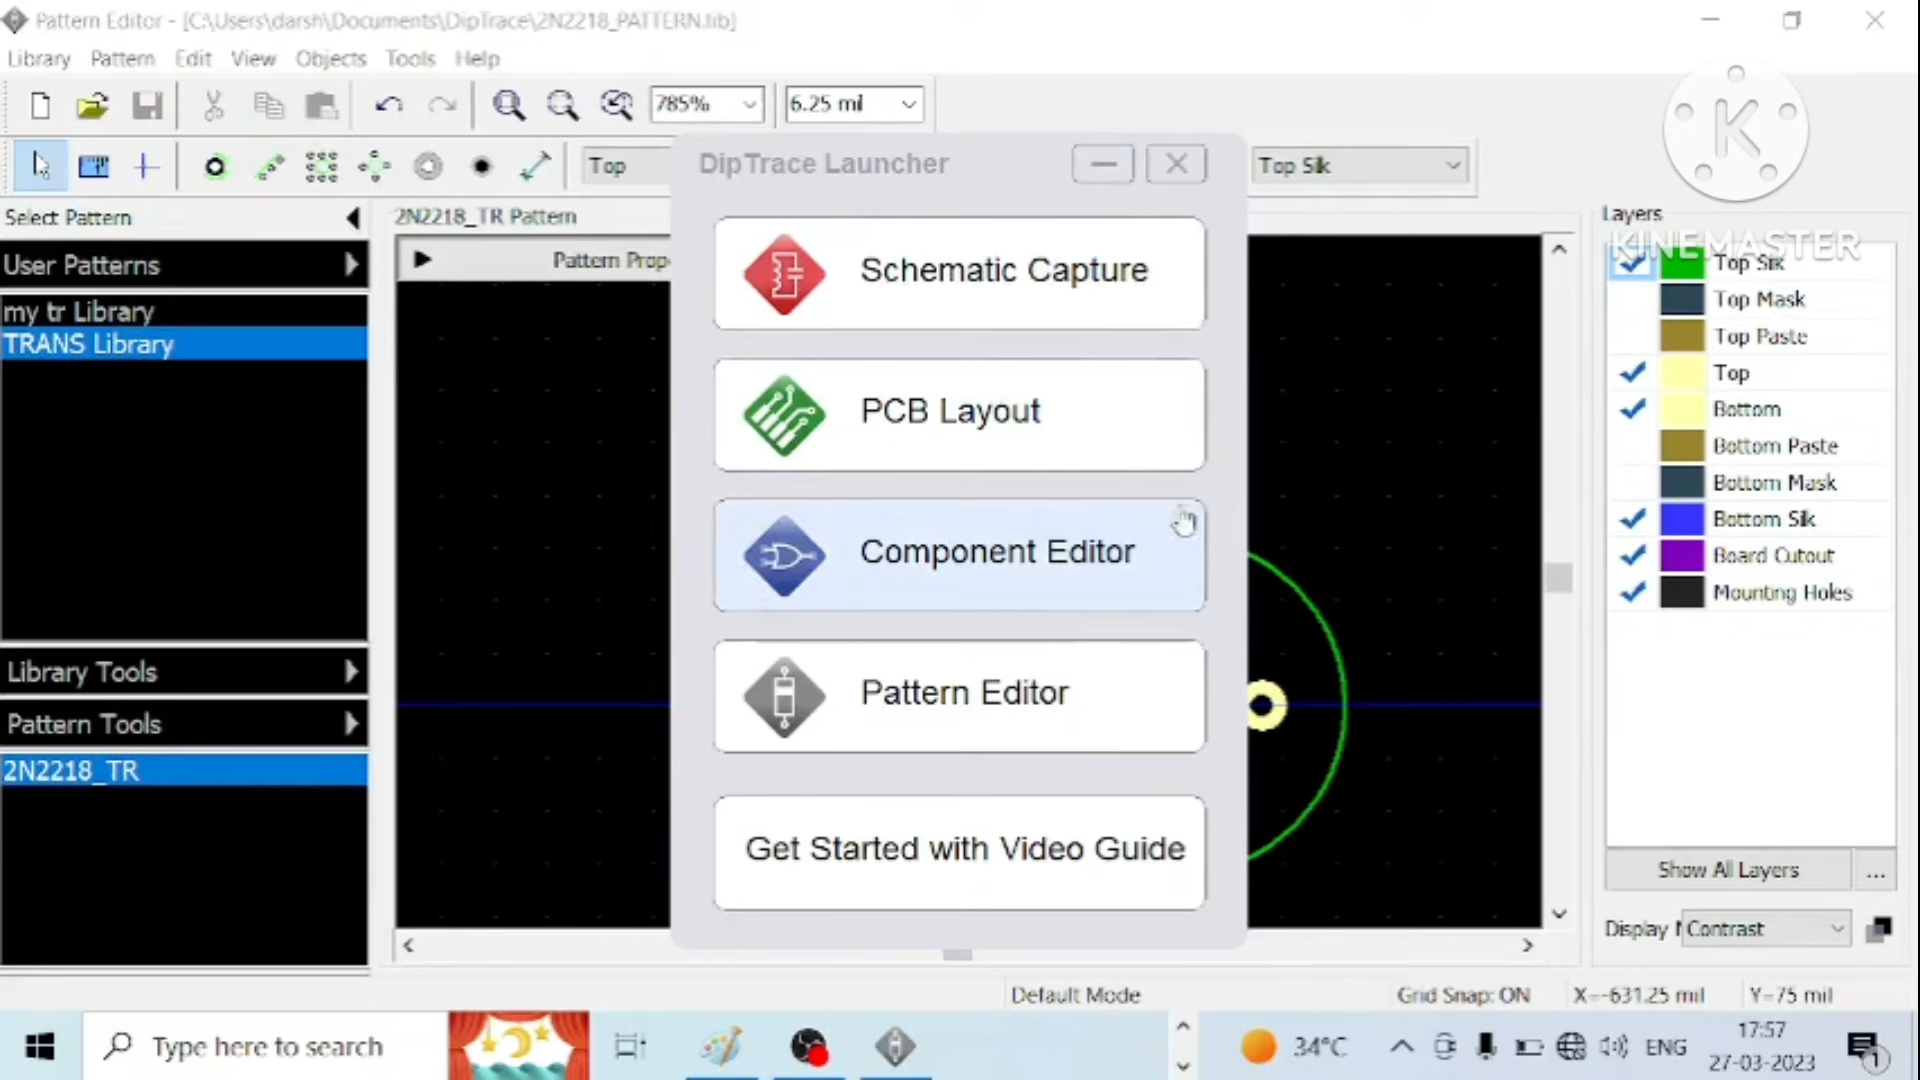 Pattern Editor - [C:\Users\darsh\Documents\DipTrace\2N2218_PATTERN.lib]
Library Pattern Edit View Objects Tools Help
785% 6.25 mil
Top
Top Silk
DipTrace Launcher
K
KINEMASTER
Select Pattern
2N2218_TR Pattern
Layers
User Patterns
Pattern Prop
my tr Library
TRANS Library
Library Tools
Pattern Tools
2N2218_TR
Schematic Capture
PCB Layout
Component Editor
Pattern Editor
Get Started with Video Guide
Top Silk
Top Mask
Top Paste
Top
Bottom
Bottom Paste
Bottom Mask
Bottom Silk
Board Cutout
Mounting Holes
Show All Layers ...
Display Contrast
Default Mode Grid Snap: ON X=-631.25 mil Y=75 mil
Type here to search
34°C
ENG
17:57
27-03-2023
1